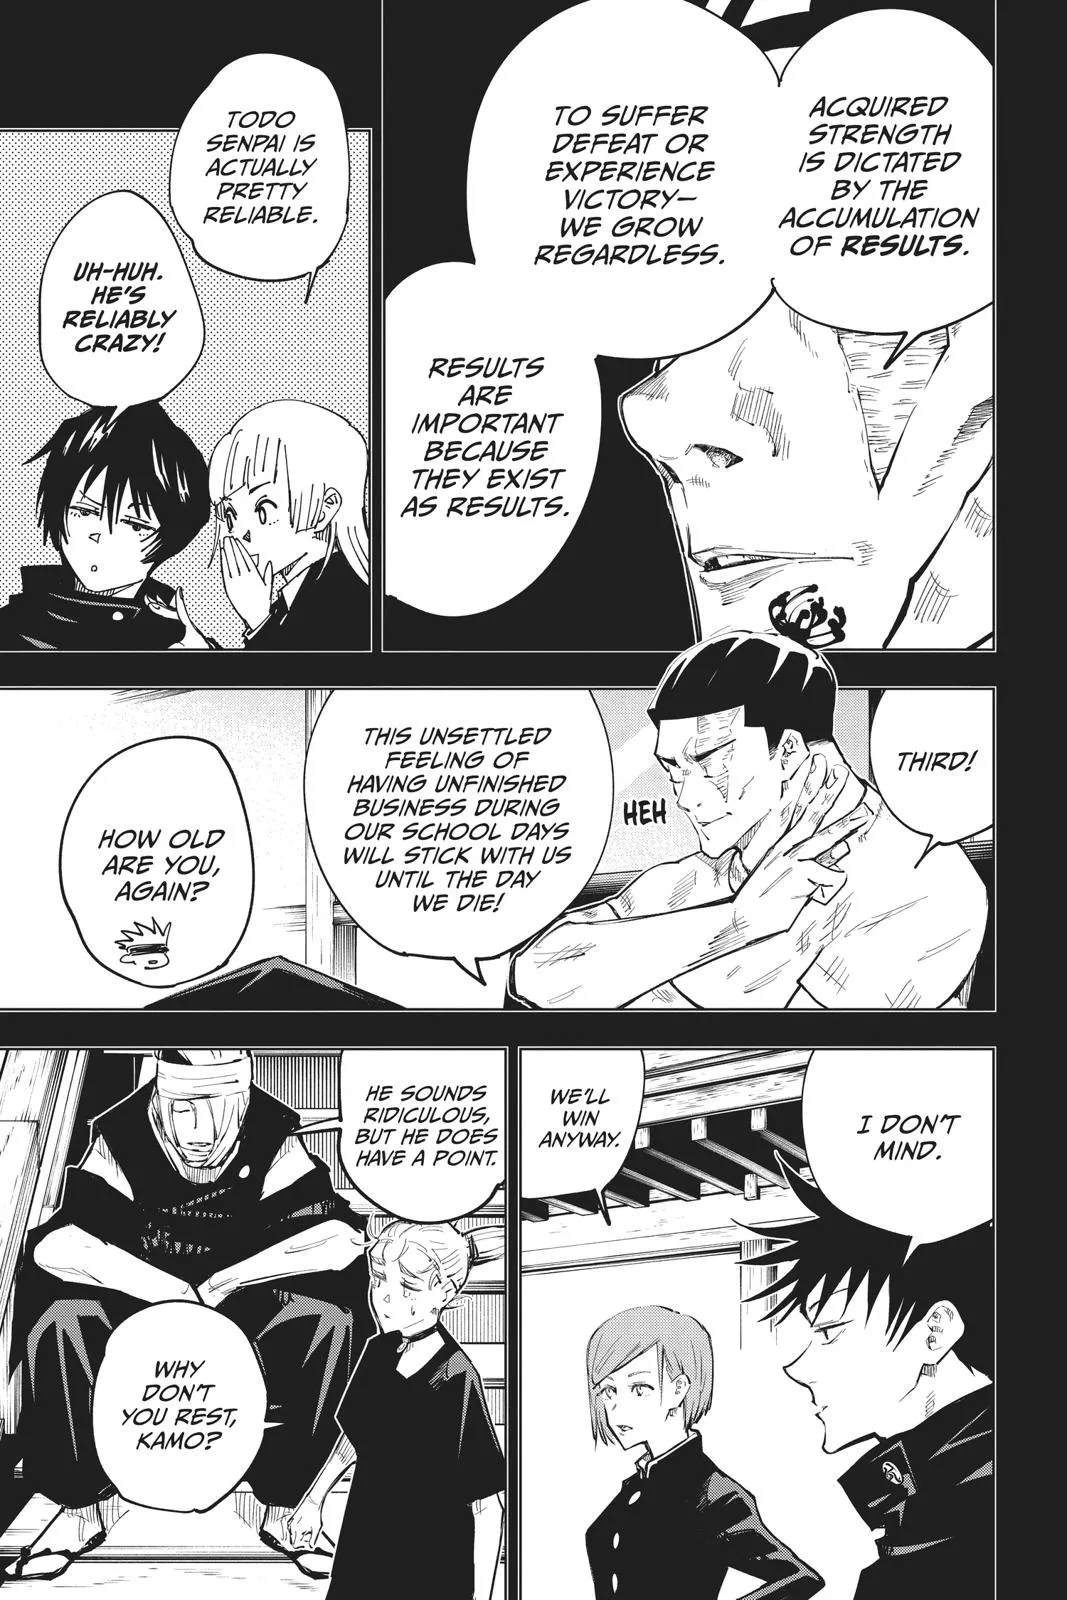 ACQUIRED
STRENGTH
IS DICTATED
BY THE
ACCUMULATION
OF RESULTS.
TO SUFFER
DEFEAT OR
EXPERIENCE
VICTORY—
WE GROW
REGARDLESS.
RESULTS
ARE
IMPORTANT
BECAUSE
THEY EXIST
AS RESULTS.
TODO
SENPAI IS
ACTUALLY
PRETTY
RELIABLE.
UH-HUH.
HE'S
RELIABLY
CRAZY!
THIRD!
HEH
THIS UNSETTLED
FEELING OF
HAVING UNFINISHED
BUSINESS DURING
OUR SCHOOL DAYS
WILL STICK WITH US
UNTIL THE DAY
WE DIE!
HOW OLD
ARE YOU,
AGAIN?
I DON'T
MIND.
WE'LL
WIN
ANYWAY.
HE SOUNDS
RIDICULOUS,
BUT HE DOES
HAVE A POINT.
WHY
DON'T
YOU REST,
KAMO?